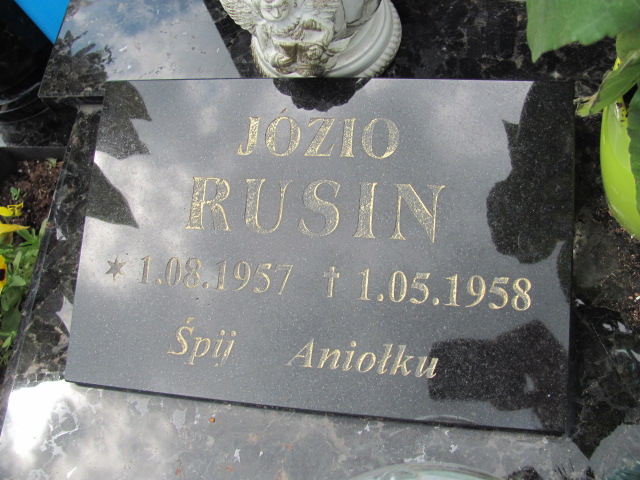 JÓZIO
RUSIN
* 1.08.1957 † 1.05.1958
Śpij Aniołku